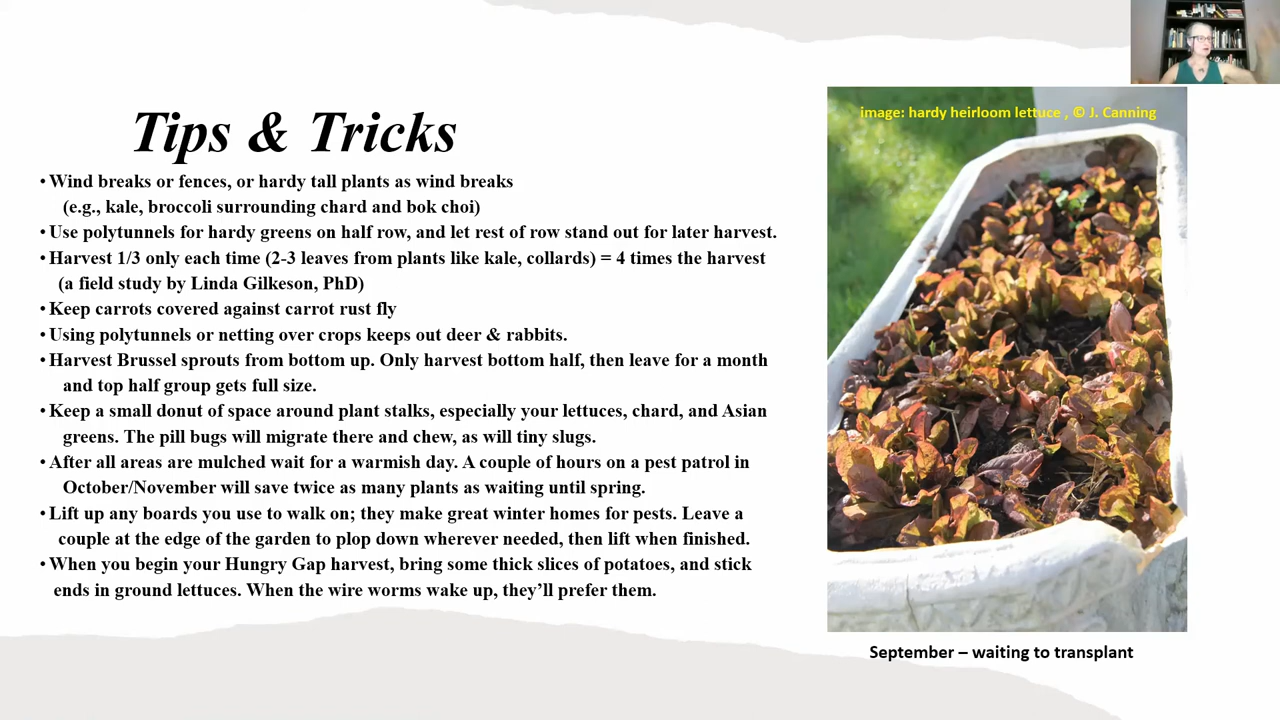 image: hardy heirloom lettuce , © J. Canning
Tips & Tricks
• Wind breaks or fences, or hardy tall plants as wind breaks
(e.g., kale, broccoli surrounding chard and bok choi)
• Use polytunnels for hardy greens on half row, and let rest of row stand out for later harvest.
• Harvest 1/3 only each time (2-3 leaves from plants like kale, collards) = 4 times the harvest
(a field study by Linda Gilkeson, PhD)
• Keep carrots covered against carrot rust fly
• Using polytunnels or netting over crops keeps out deer & rabbits.
• Harvest Brussel sprouts from bottom up. Only harvest bottom half, then leave for a month
and top half group gets full size.
• Keep a small donut of space around plant stalks, especially your lettuces, chard, and Asian
greens. The pill bugs will migrate there and chew, as will tiny slugs.
• After all areas are mulched wait for a warmish day. A couple of hours on a pest patrol in
October/November will save twice as many plants as waiting until spring.
• Lift up any boards you use to walk on; they make great winter homes for pests. Leave a
couple at the edge of the garden to plop down wherever needed, then lift when finished.
• When you begin your Hungry Gap harvest, bring some thick slices of potatoes, and stick
ends in ground lettuces. When the wire worms wake up, they’ll prefer them.
September – waiting to transplant